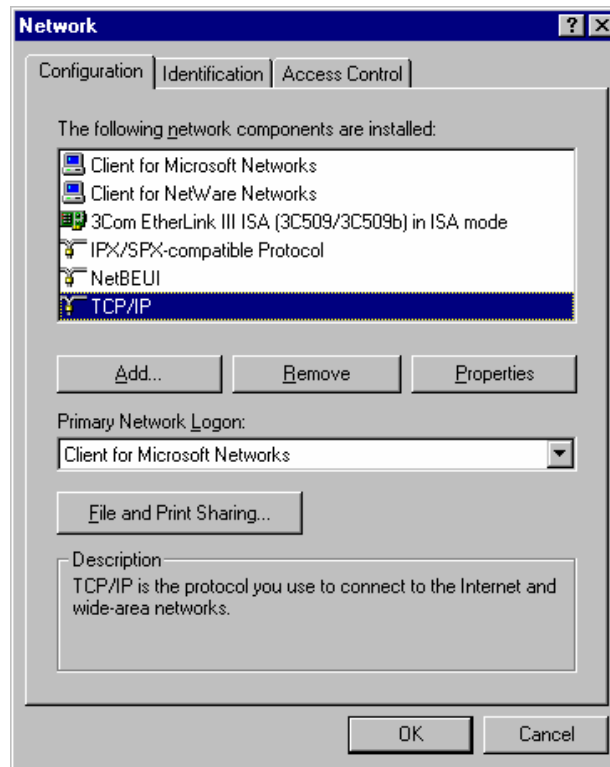 Network
Configuration Identification Access Control
The following network components are installed:
Client for Microsoft Networks
Client for NetWare Networks
3Com EtherLink III ISA (3C509/3C509b) in ISA mode
IPX/SPX-compatible Protocol
NetBEUI
TCP/IP
Add... Remove Properties
Primary Network Logon:
Client for Microsoft Networks
File and Print Sharing...
Description
TCP/IP is the protocol you use to connect to the Internet and
wide-area networks.
OK Cancel